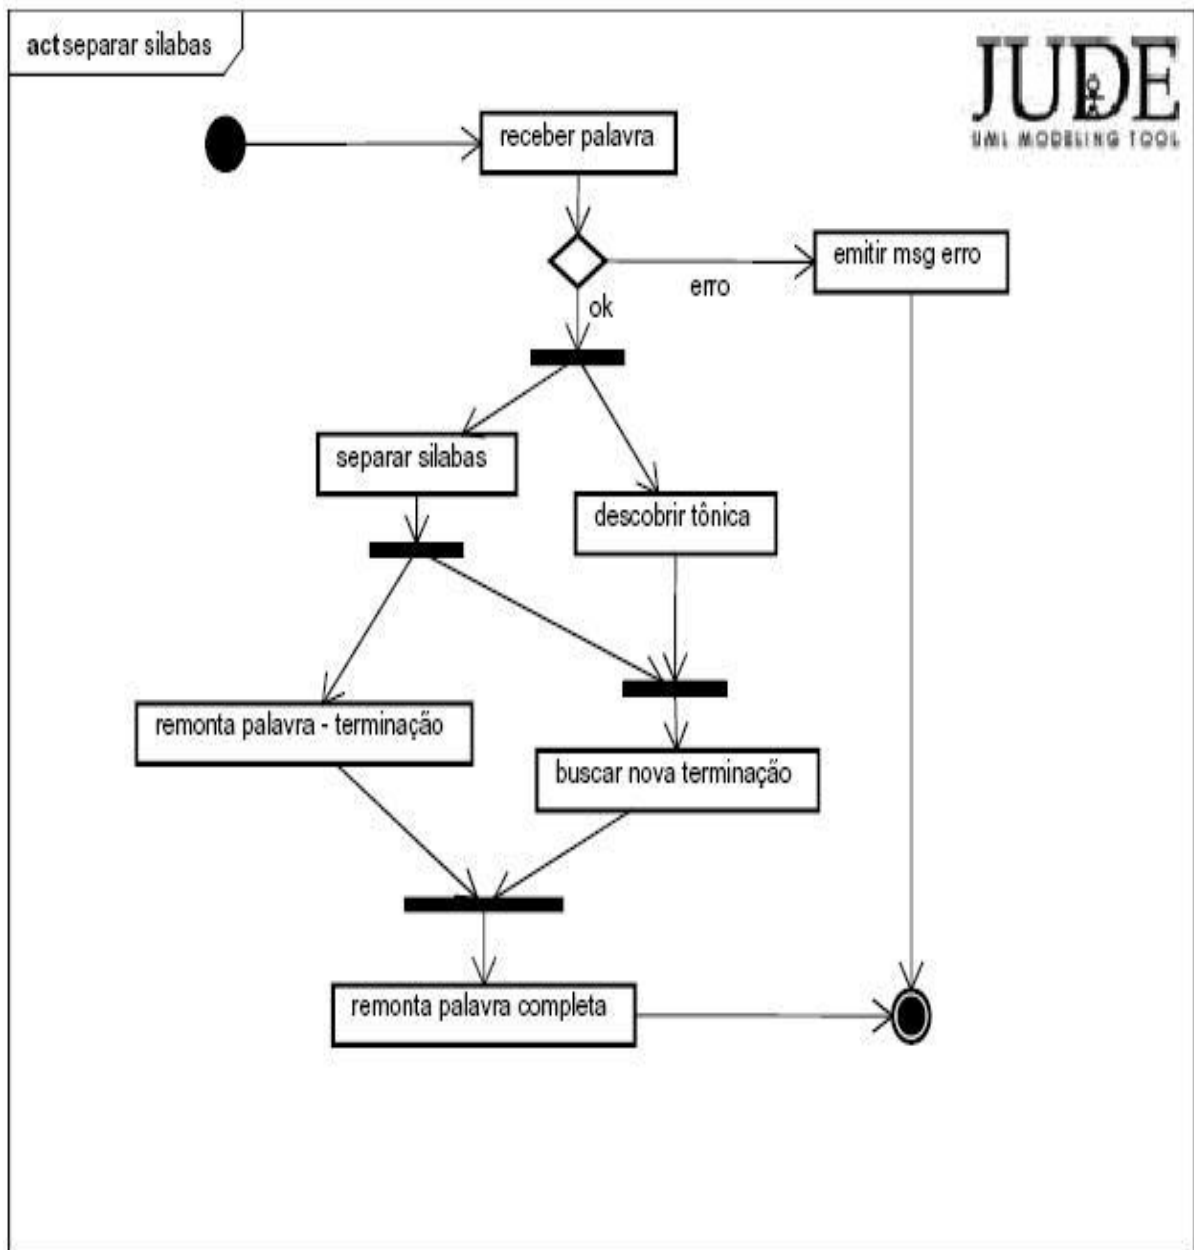 act separar silabas
JUDE
UML MODELING TOOL
receber palavra
emitir msg erro
erro
ok
separar silabas
descobrir tônica
remonta palavra - terminação
buscar nova terminação
remonta palavra completa